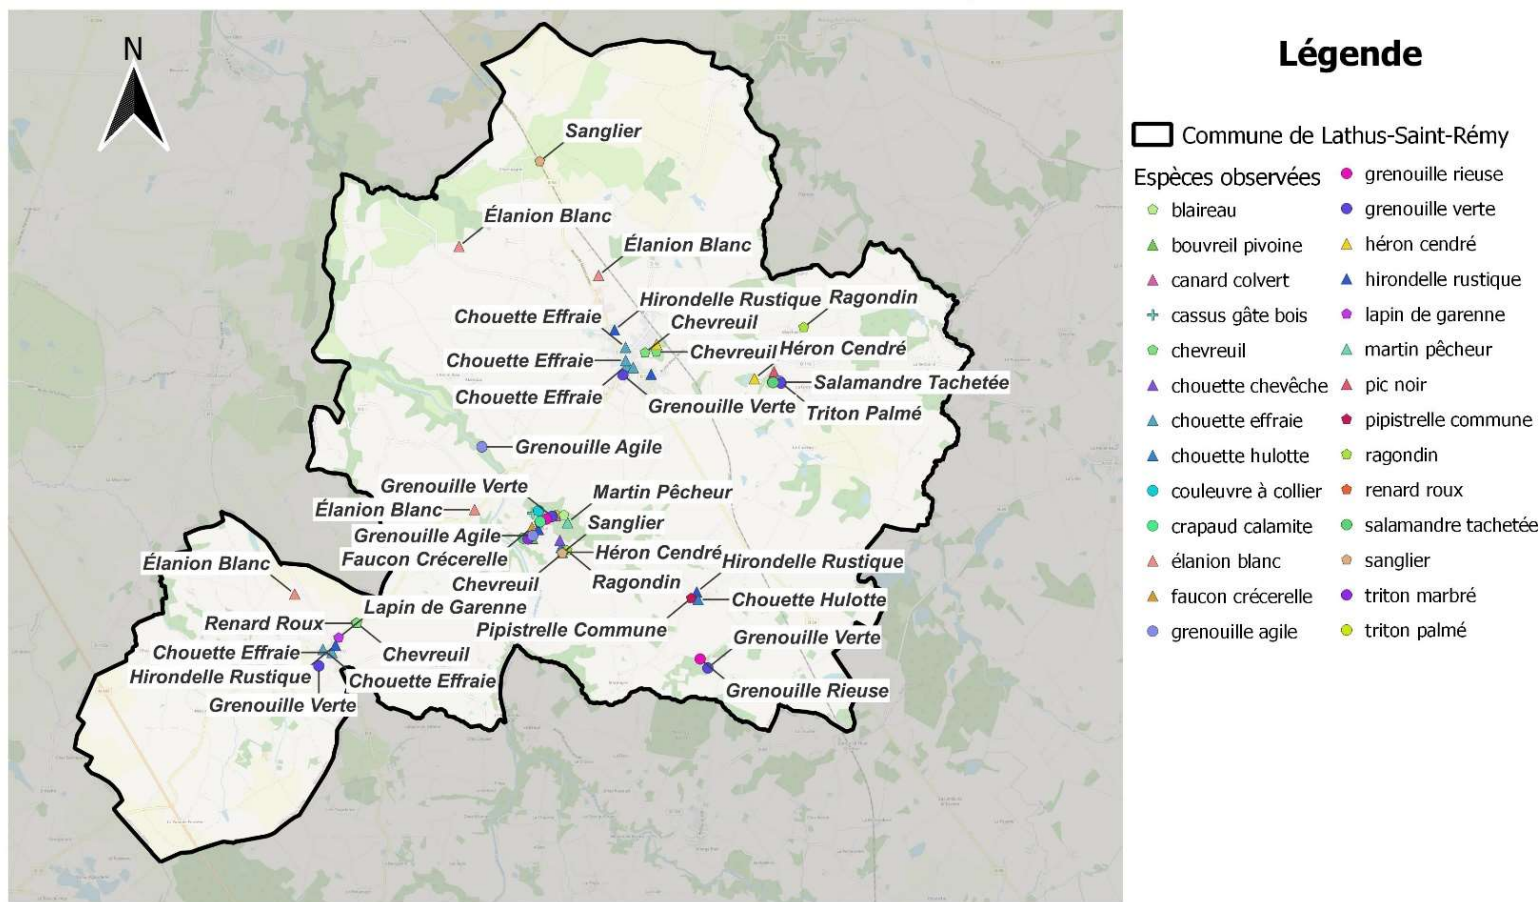 N
Sanglier
Élanion Blanc
Élanion Blanc
Hirondelle Rustique
Ragondin
Chouette Effraie
Chevreuil
Chouette Effraie
Chevreuil
Héron Cendré
Chouette Effraie
Salamandre Tachetée
Grenouille Verte
Triton Palmé
Grenouille Agile
Grenouille Verte
Martin Pêcheur
Élanion Blanc
Sanglier
Grenouille Agile
Faucon Crécerelle
Héron Cendré
Chevreuil
Ragondin
Hirondelle Rustique
Élanion Blanc
Chouette Hulotte
Lapin de Garenne
Renard Roux
Pipistrelle Commune
Grenouille Verte
Chouette Effraie
Chevreuil
Hirondelle Rustique
Chouette Effraie
Grenouille Rieuse
Grenouille Verte
Légende
Commune de Lathus-Saint-Rémy
Espèces observées
blaireau
bouvreil pivoine
canard colvert
cassus gâte bois
chevreuil
chouette chevêche
chouette effraie
chouette hulotte
couleuvre à collier
crapaud calamite
élanion blanc
faucon crécerelle
grenouille agile
grenouille rieuse
grenouille verte
héron cendré
hirondelle rustique
lapin de garenne
martin pêcheur
pic noir
pipistrelle commune
ragondin
renard roux
salamandre tachetée
sanglier
triton marbré
triton palmé